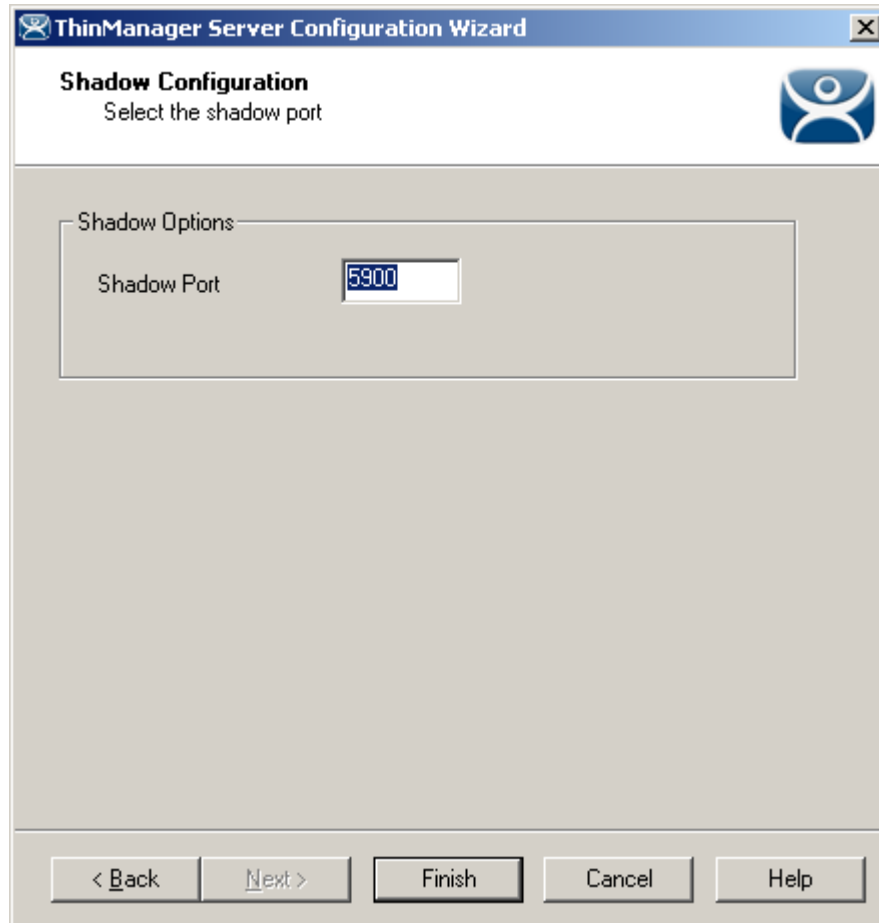 ThinManager Server Configuration Wizard
Shadow Configuration
Select the shadow port
Shadow Options
Shadow Port
5900
< Back
Next >
Finish
Cancel
Help